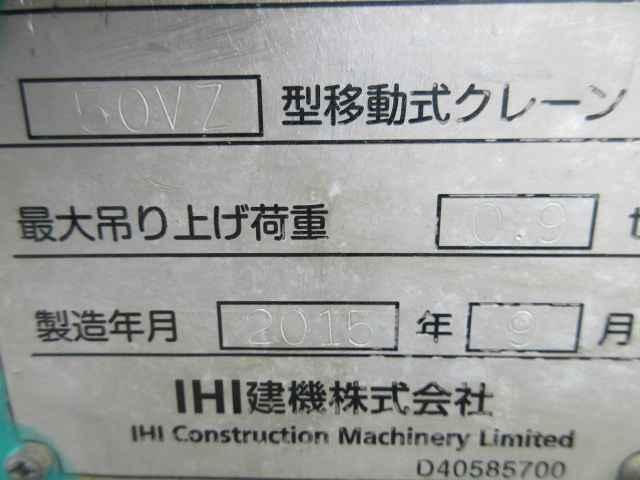 50VZ 型移動式クレーン
最大吊り上げ荷重 0.9 t
製造年月 2015 年 9 月
IHI建機株式会社
IHI Construction Machinery Limited
D40585700